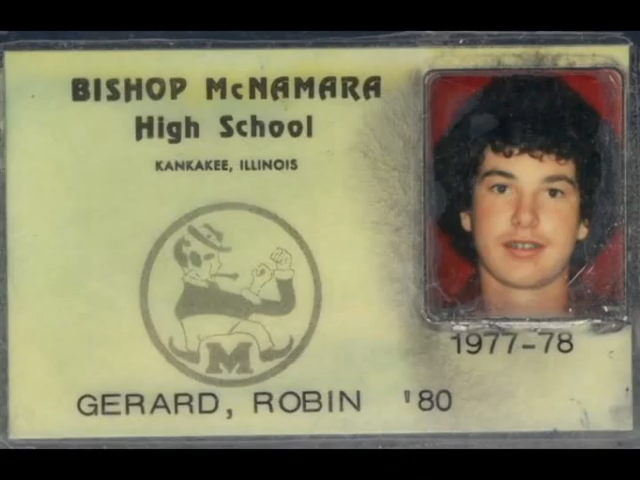 BISHOP McNAMARA
High School
KANKAKEE, ILLINOIS
M
1977-78
GERARD, ROBIN '80